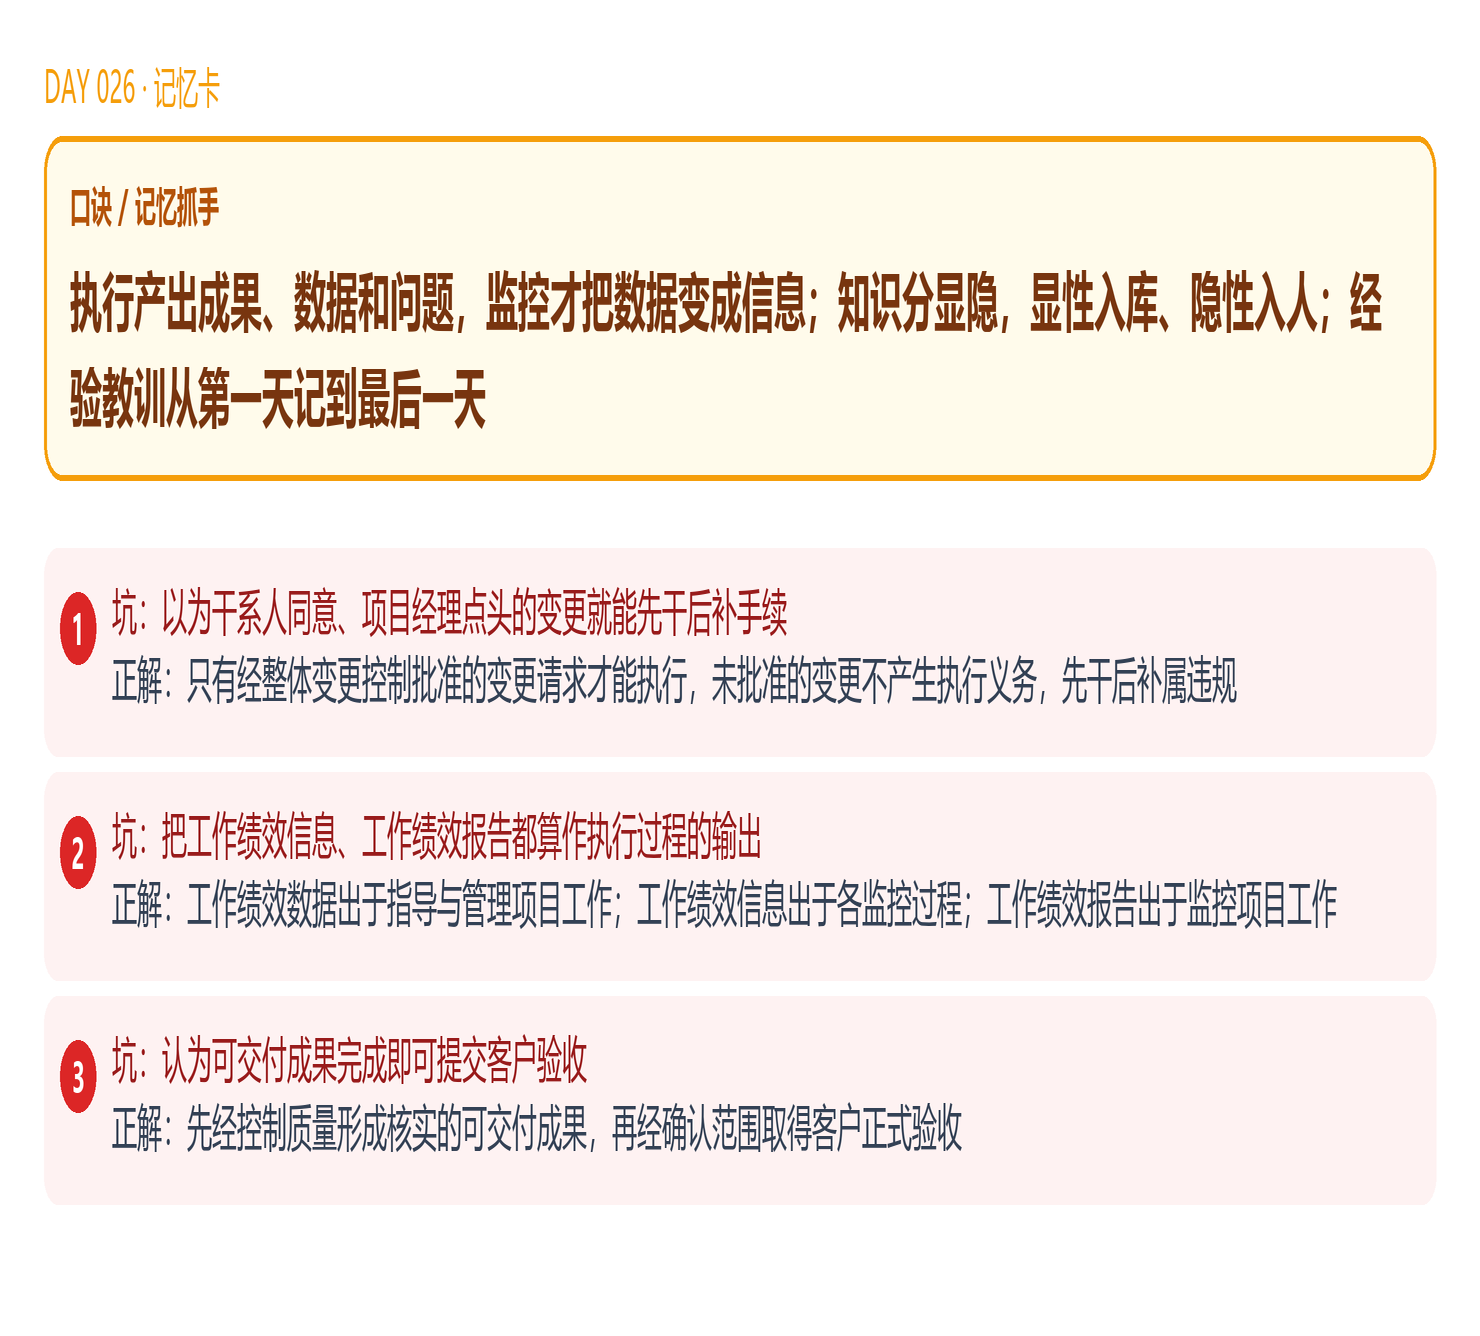 DAY 026 · 记忆卡
口诀 / 记忆抓手
执行产出成果、数据和问题，监控才把数据变成信息；知识分显隐，显性入库、隐性入人；经
验教训从第一天记到最后一天
1
坑：以为干系人同意、项目经理点头的变更就能先干后补手续
正解：只有经整体变更控制批准的变更请求才能执行，未批准的变更不产生执行义务，先干后补属违规
2
坑：把工作绩效信息、工作绩效报告都算作执行过程的输出
正解：工作绩效数据出于指导与管理项目工作；工作绩效信息出于各监控过程；工作绩效报告出于监控项目工作
3
坑：认为可交付成果完成即可提交客户验收
正解：先经控制质量形成核实的可交付成果，再经确认范围取得客户正式验收